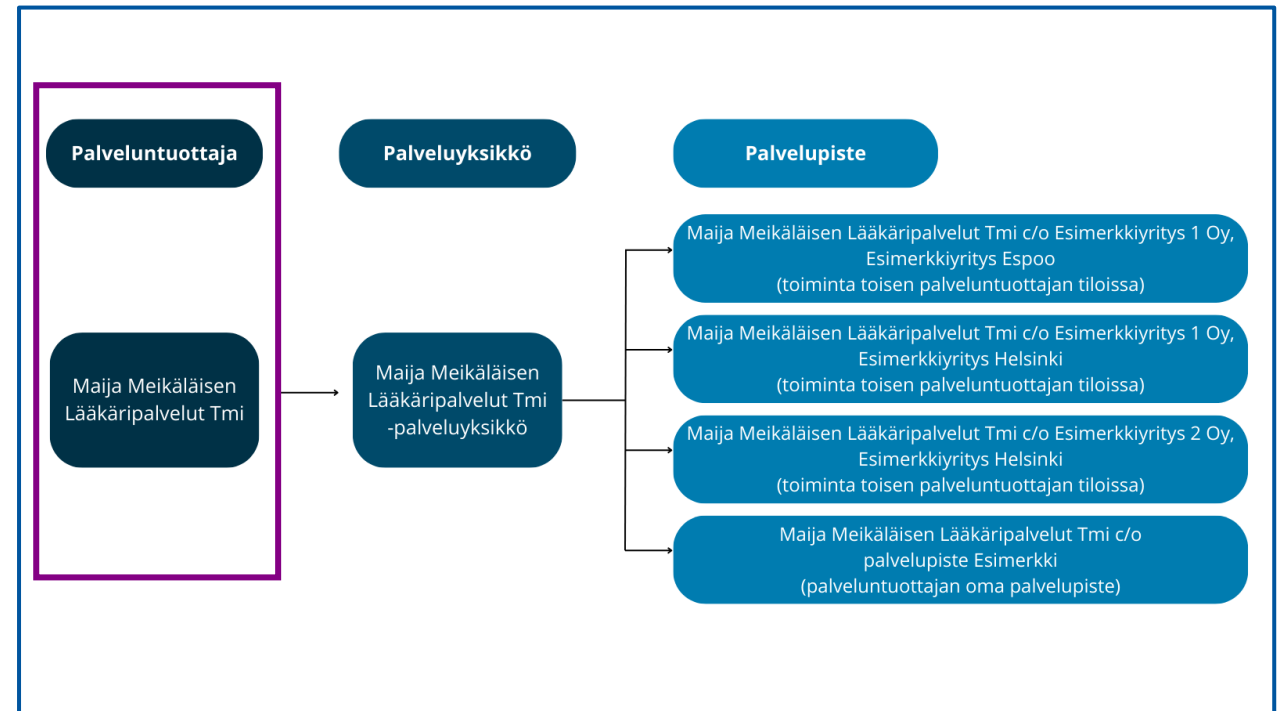 Palveluntuottaja
Palveluyksikkö
Palvelupiste
Maija Meikäläisen
Lääkäripalvelut Tmi
Maija Meikäläisen
Lääkäripalvelut Tmi
-palveluyksikkö
Maija Meikäläisen Lääkäripalvelut Tmi c/o Esimerkkiyritys 1 Oy,
Esimerkkiyritys Espoo
(toiminta toisen palveluntuottajan tiloissa)
Maija Meikäläisen Lääkäripalvelut Tmi c/o Esimerkkiyritys 1 Oy,
Esimerkkiyritys Helsinki
(toiminta toisen palveluntuottajan tiloissa)
Maija Meikäläisen Lääkäripalvelut Tmi c/o Esimerkkiyritys 2 Oy,
Esimerkkiyritys Helsinki
(toiminta toisen palveluntuottajan tiloissa)
Maija Meikäläisen Lääkäripalvelut Tmi c/o
palvelupiste Esimerkki
(palveluntuottajan oma palvelupiste)